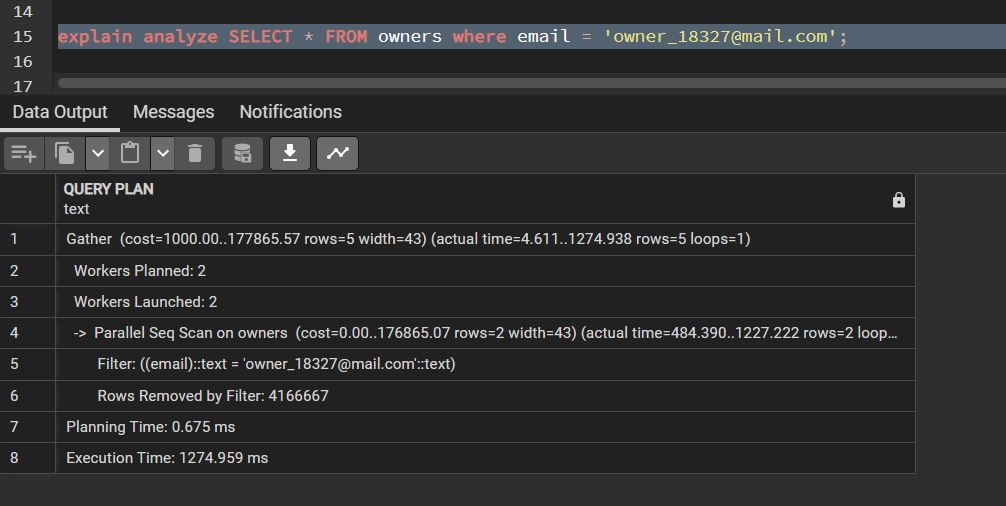 14
15 explain analyze SELECT * FROM owners where email = 'owner_18327@mail.com';
16
17
Data Output Messages Notifications
QUERY PLAN
text
1 Gather (cost=1000.00..177865.57 rows=5 width=43) (actual time=4.611..1274.938 rows=5 loops=1)
2 Workers Planned: 2
3 Workers Launched: 2
4 -> Parallel Seq Scan on owners (cost=0.00..176865.07 rows=2 width=43) (actual time=484.390..1227.222 rows=2 loop...
5 Filter: ((email)::text = 'owner_18327@mail.com'::text)
6 Rows Removed by Filter: 4166667
7 Planning Time: 0.675 ms
8 Execution Time: 1274.959 ms